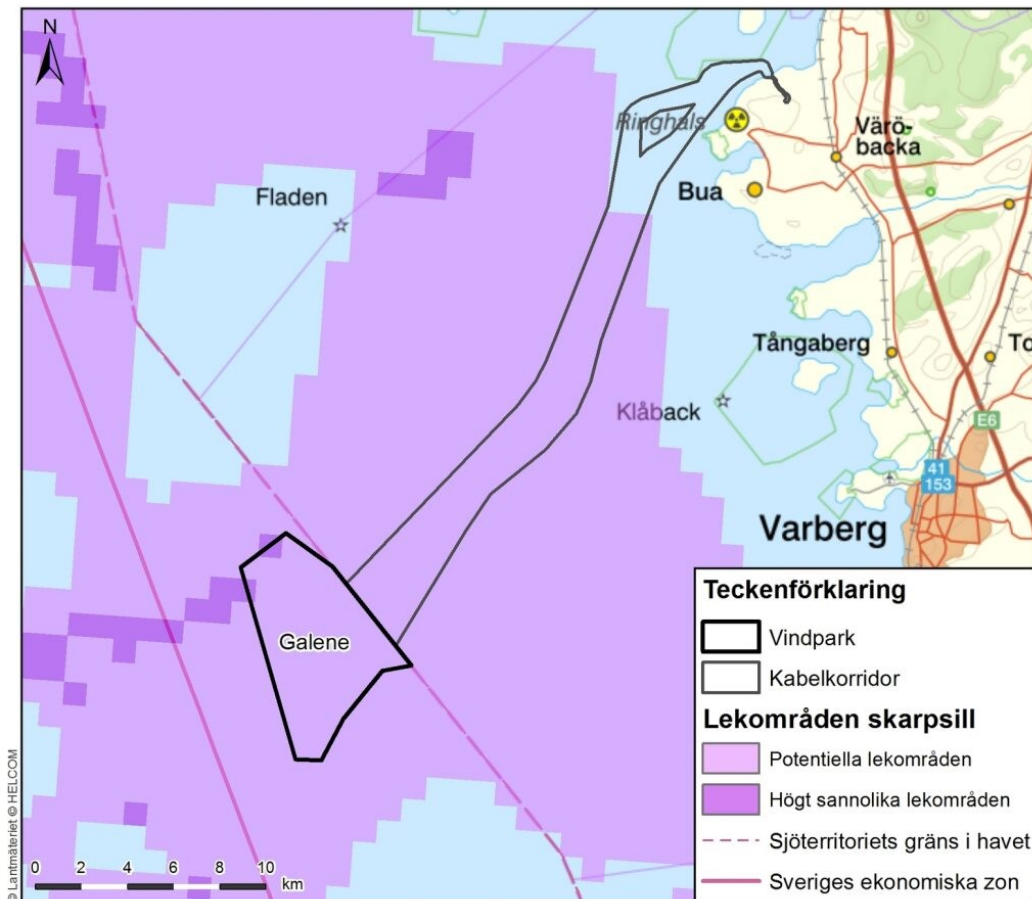 N
Fladen
Ringhals
Bua
Värö-
backa
Tångaberg
To
Klåback
E6
41
153
Varberg
Galene
Teckenförklaring
Vindpark
Kabelkorridor
Lekområden skarpsill
Potentiella lekområden
Högt sannolika lekområden
Sjöterritoriets gräns i havet
Sveriges ekonomiska zon
0 2 4 6 8 10
km
© Lantmäteriet © HELCOM